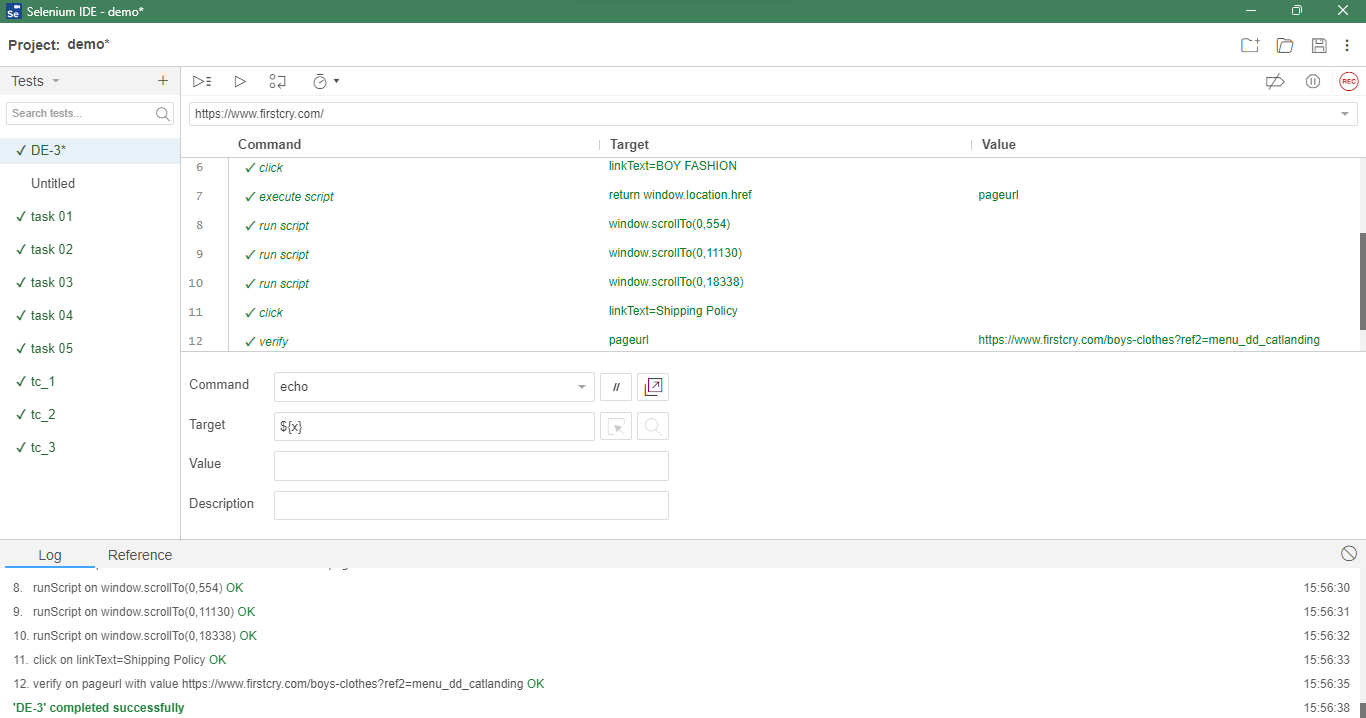 Selenium IDE - demo*
Project: demo*
Tests
Search tests...
DE-3*
Untitled
task 01
task 02
task 03
task 04
task 05
tc_1
tc_2
tc_3
REC
https://www.firstcry.com/
Command Target Value
6 click linkText=BOY FASHION
7 execute script return window.location.href pageurl
8 run script window.scrollTo(0,554)
9 run script window.scrollTo(0,11130)
10 run script window.scrollTo(0,18338)
11 click linkText=Shipping Policy
12 verify pageurl https://www.firstcry.com/boys-clothes?ref2=menu_dd_catlanding
Command echo //
Target ${x}
Value
Description
Log Reference
8. runScript on window.scrollTo(0,554) OK 15:56:30
9. runScript on window.scrollTo(0,11130) OK 15:56:31
10. runScript on window.scrollTo(0,18338) OK 15:56:32
11. click on linkText=Shipping Policy OK 15:56:33
12. verify on pageurl with value https://www.firstcry.com/boys-clothes?ref2=menu_dd_catlanding OK 15:56:35
'DE-3' completed successfully 15:56:38